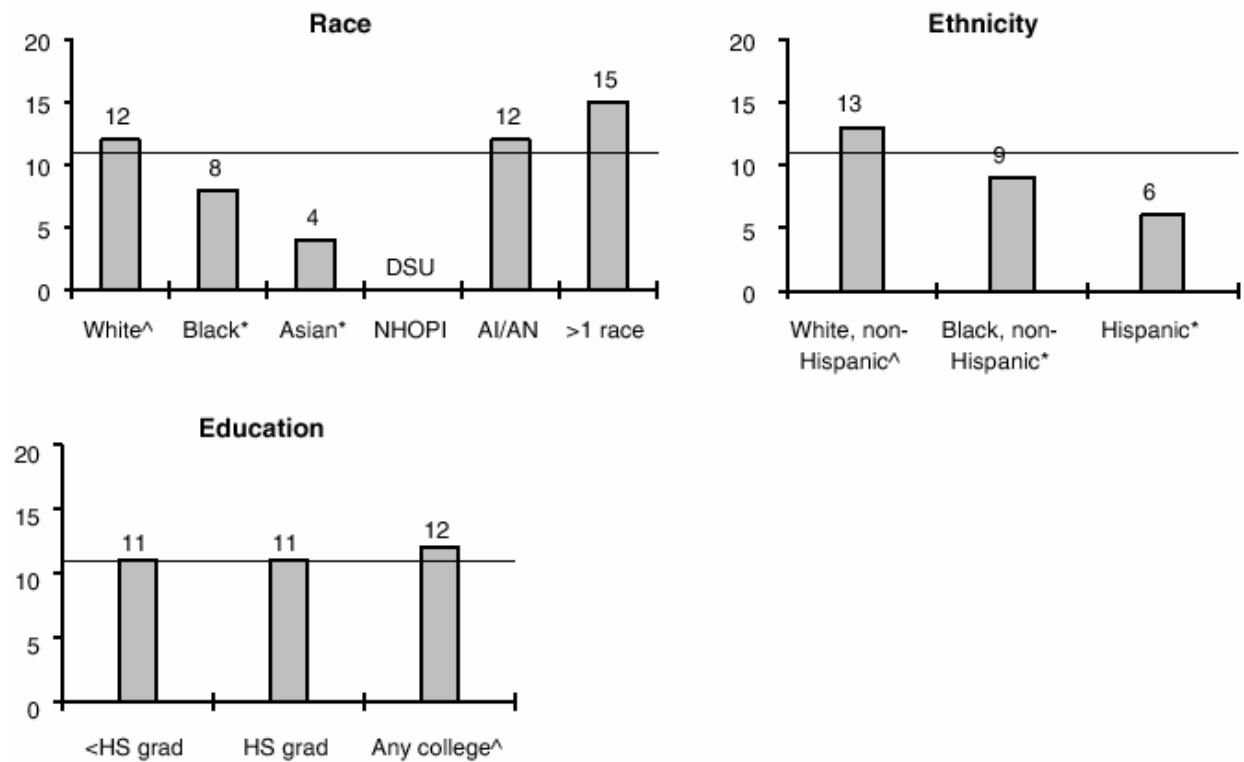 Race
20
15
10
5
0
12
8
4
DSU
12
15
White^
Black*
Asian*
NHOPI
AI/AN
>1 race
Ethnicity
20
15
10
5
0
13
9
6
White, non-
Hispanic^
Black, non-
Hispanic*
Hispanic*
Education
20
15
10
5
0
11
11
12
<HS grad
HS grad
Any college^